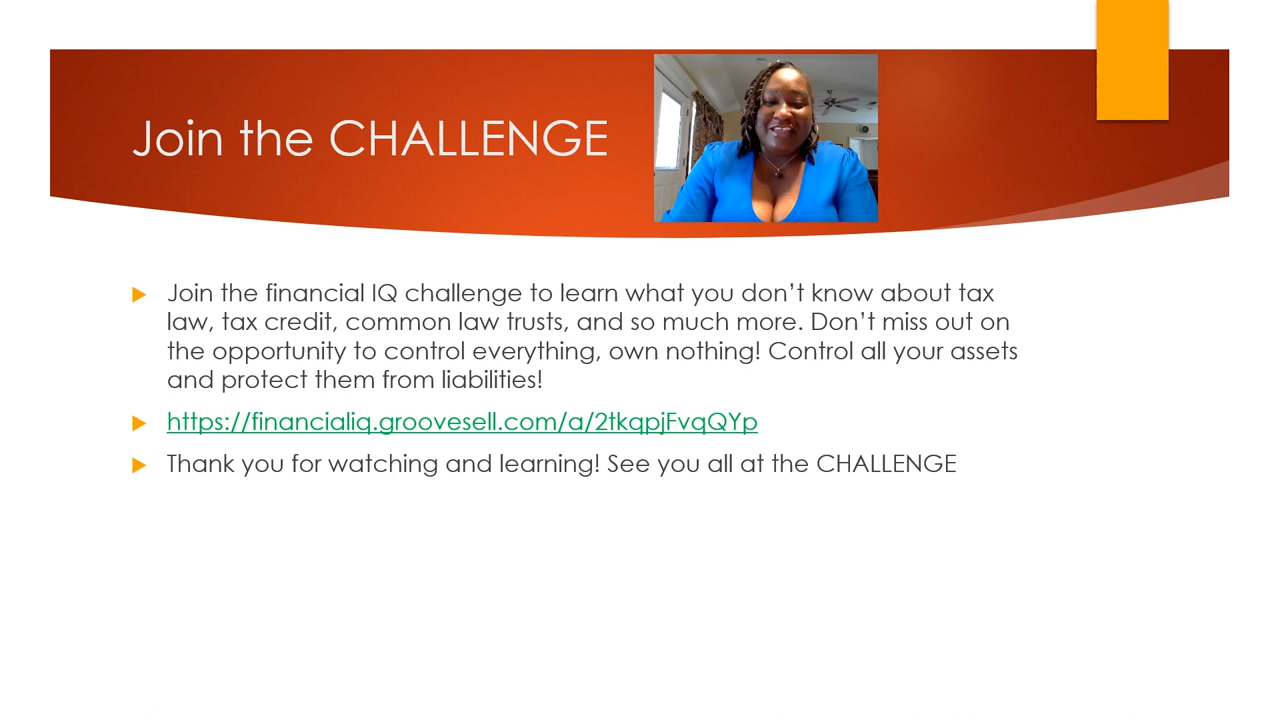 Join the CHALLENGE
Join the financial IQ challenge to learn what you don’t know about tax
law, tax credit, common law trusts, and so much more. Don’t miss out on
the opportunity to control everything, own nothing! Control all your assets
and protect them from liabilities!
https://financialiq.groovesell.com/a/2tkqpjFvqQYp
Thank you for watching and learning! See you all at the CHALLENGE